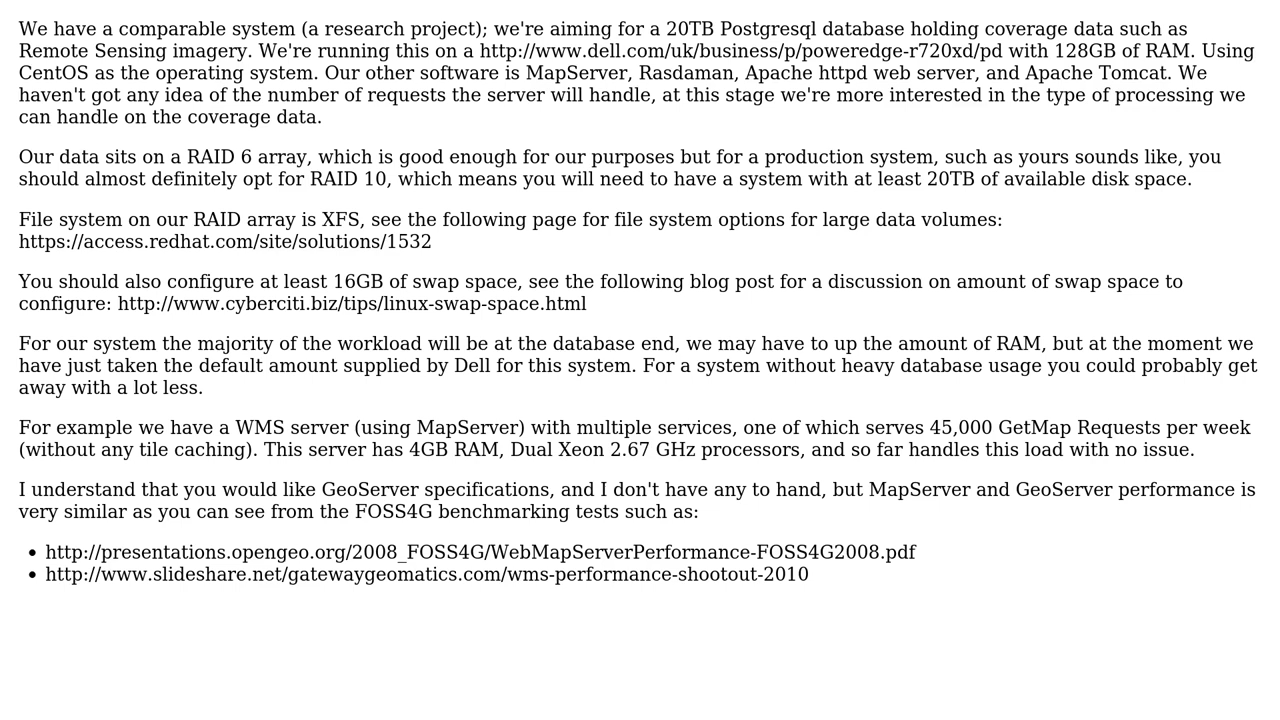 We have a comparable system (a research project); we're aiming for a 20TB Postgresql database holding coverage data such as
Remote Sensing imagery. We're running this on a http://www.dell.com/uk/business/p/poweredge-r720xd/pd with 128GB of RAM. Using
CentOS as the operating system. Our other software is MapServer, Rasdaman, Apache httpd web server, and Apache Tomcat. We
haven't got any idea of the number of requests the server will handle, at this stage we're more interested in the type of processing we
can handle on the coverage data.
Our data sits on a RAID 6 array, which is good enough for our purposes but for a production system, such as yours sounds like, you
should almost definitely opt for RAID 10, which means you will need to have a system with at least 20TB of available disk space.
File system on our RAID array is XFS, see the following page for file system options for large data volumes:
https://access.redhat.com/site/solutions/1532
You should also configure at least 16GB of swap space, see the following blog post for a discussion on amount of swap space to
configure: http://www.cyberciti.biz/tips/linux-swap-space.html
For our system the majority of the workload will be at the database end, we may have to up the amount of RAM, but at the moment we
have just taken the default amount supplied by Dell for this system. For a system without heavy database usage you could probably get
away with a lot less.
For example we have a WMS server (using MapServer) with multiple services, one of which serves 45,000 GetMap Requests per week
(without any tile caching). This server has 4GB RAM, Dual Xeon 2.67 GHz processors, and so far handles this load with no issue.
I understand that you would like GeoServer specifications, and I don't have any to hand, but MapServer and GeoServer performance is
very similar as you can see from the FOSS4G benchmarking tests such as:
• http://presentations.opengeo.org/2008_FOSS4G/WebMapServerPerformance-FOSS4G2008.pdf
• http://www.slideshare.net/gatewaygeomatics.com/wms-performance-shootout-2010